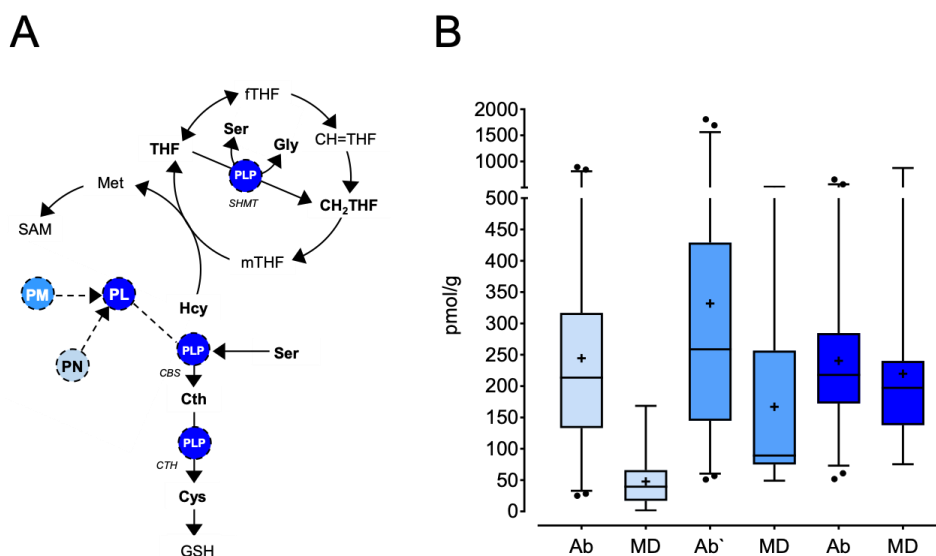 A
fTHF
Ser
THF
Gly
CH=THF
PLP
SHMT
Met
CH₂THF
SAM
mTHF
PM
PL
Hcy
PN
PLP
Ser
CBS
Cth
PLP
CTH
Cys
GSH
B
pmol/g
2000
1500
1000
500
450
400
350
300
250
200
150
100
50
0
Ab MD Ab` MD Ab MD